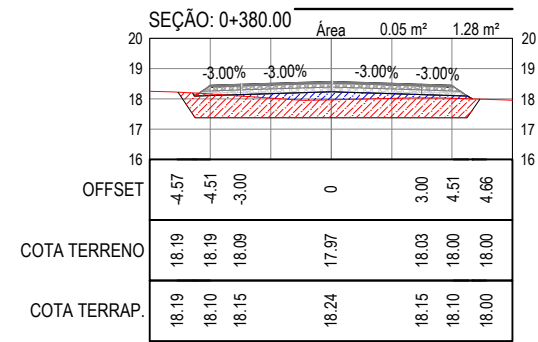 SEÇÃO: 0+380.00
Área 0.05 m² 1.28 m²
20 20
19 19
-3.00% -3.00% -3.00% -3.00%
18 18
17 17
16 16
OFFSET -4.57 -4.51 -3.00 0 3.00 4.51 4.66
COTA TERRENO 18.19 18.19 18.09 17.97 18.03 18.00 18.00
COTA TERRAP. 18.19 18.10 18.15 18.24 18.15 18.10 18.00